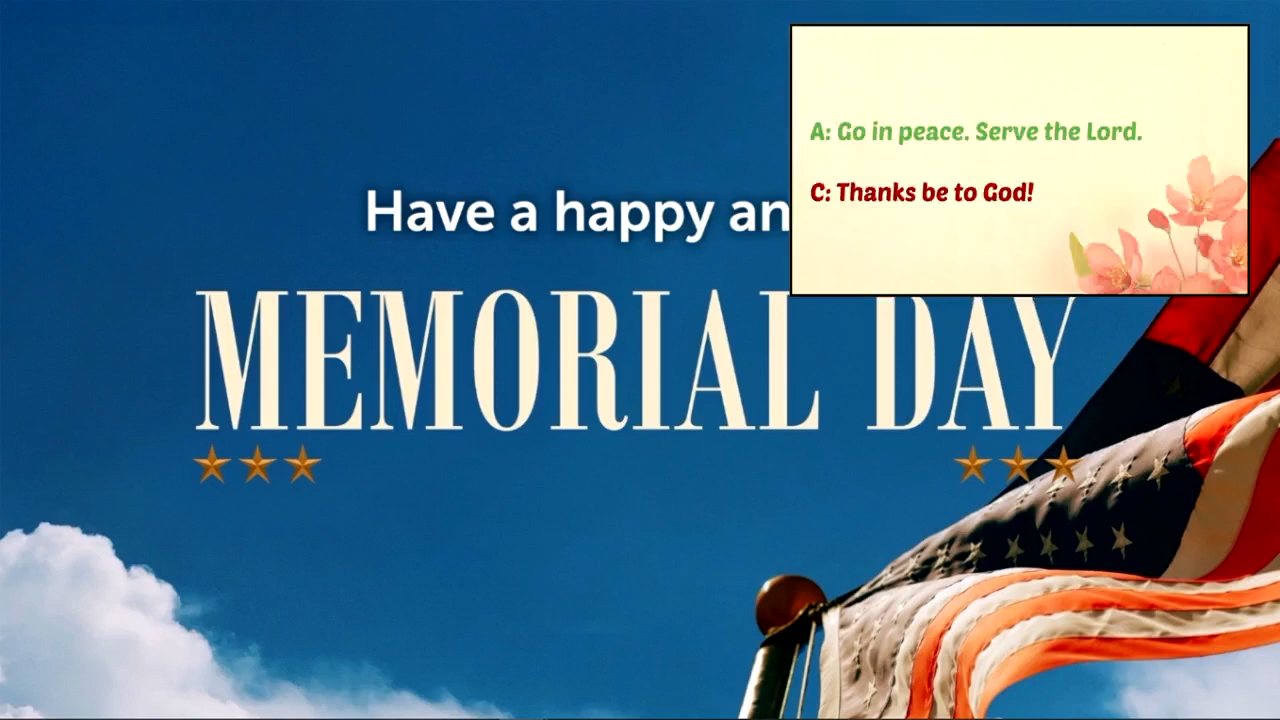 Have a happy an
MEMORIAL DAY
A: Go in peace. Serve the Lord.
C: Thanks be to God!